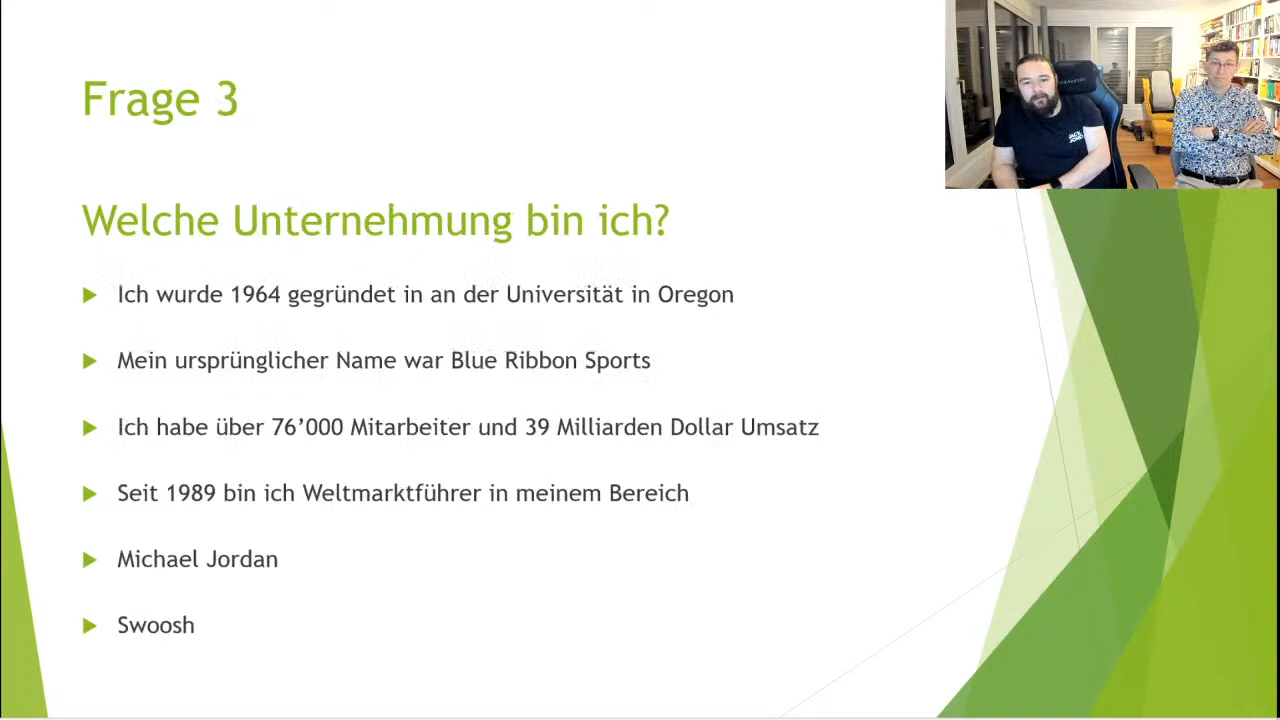 Frage 3
Welche Unternehmung bin ich?
Ich wurde 1964 gegründet in an der Universität in Oregon
Mein ursprünglicher Name war Blue Ribbon Sports
Ich habe über 76’000 Mitarbeiter und 39 Milliarden Dollar Umsatz
Seit 1989 bin ich Weltmarktführer in meinem Bereich
Michael Jordan
Swoosh